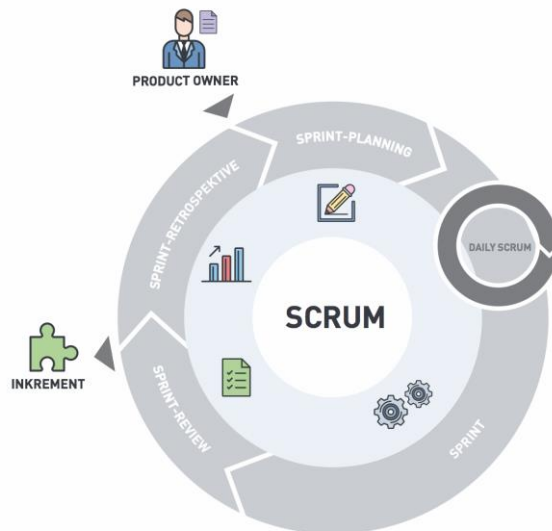 PRODUCT OWNER
SPRINT-PLANNING
SPRINT-RETROSPEKTIVE
DAILY SCRUM
SCRUM
INKREMENT
SPRINT-REVIEW
SPRINT